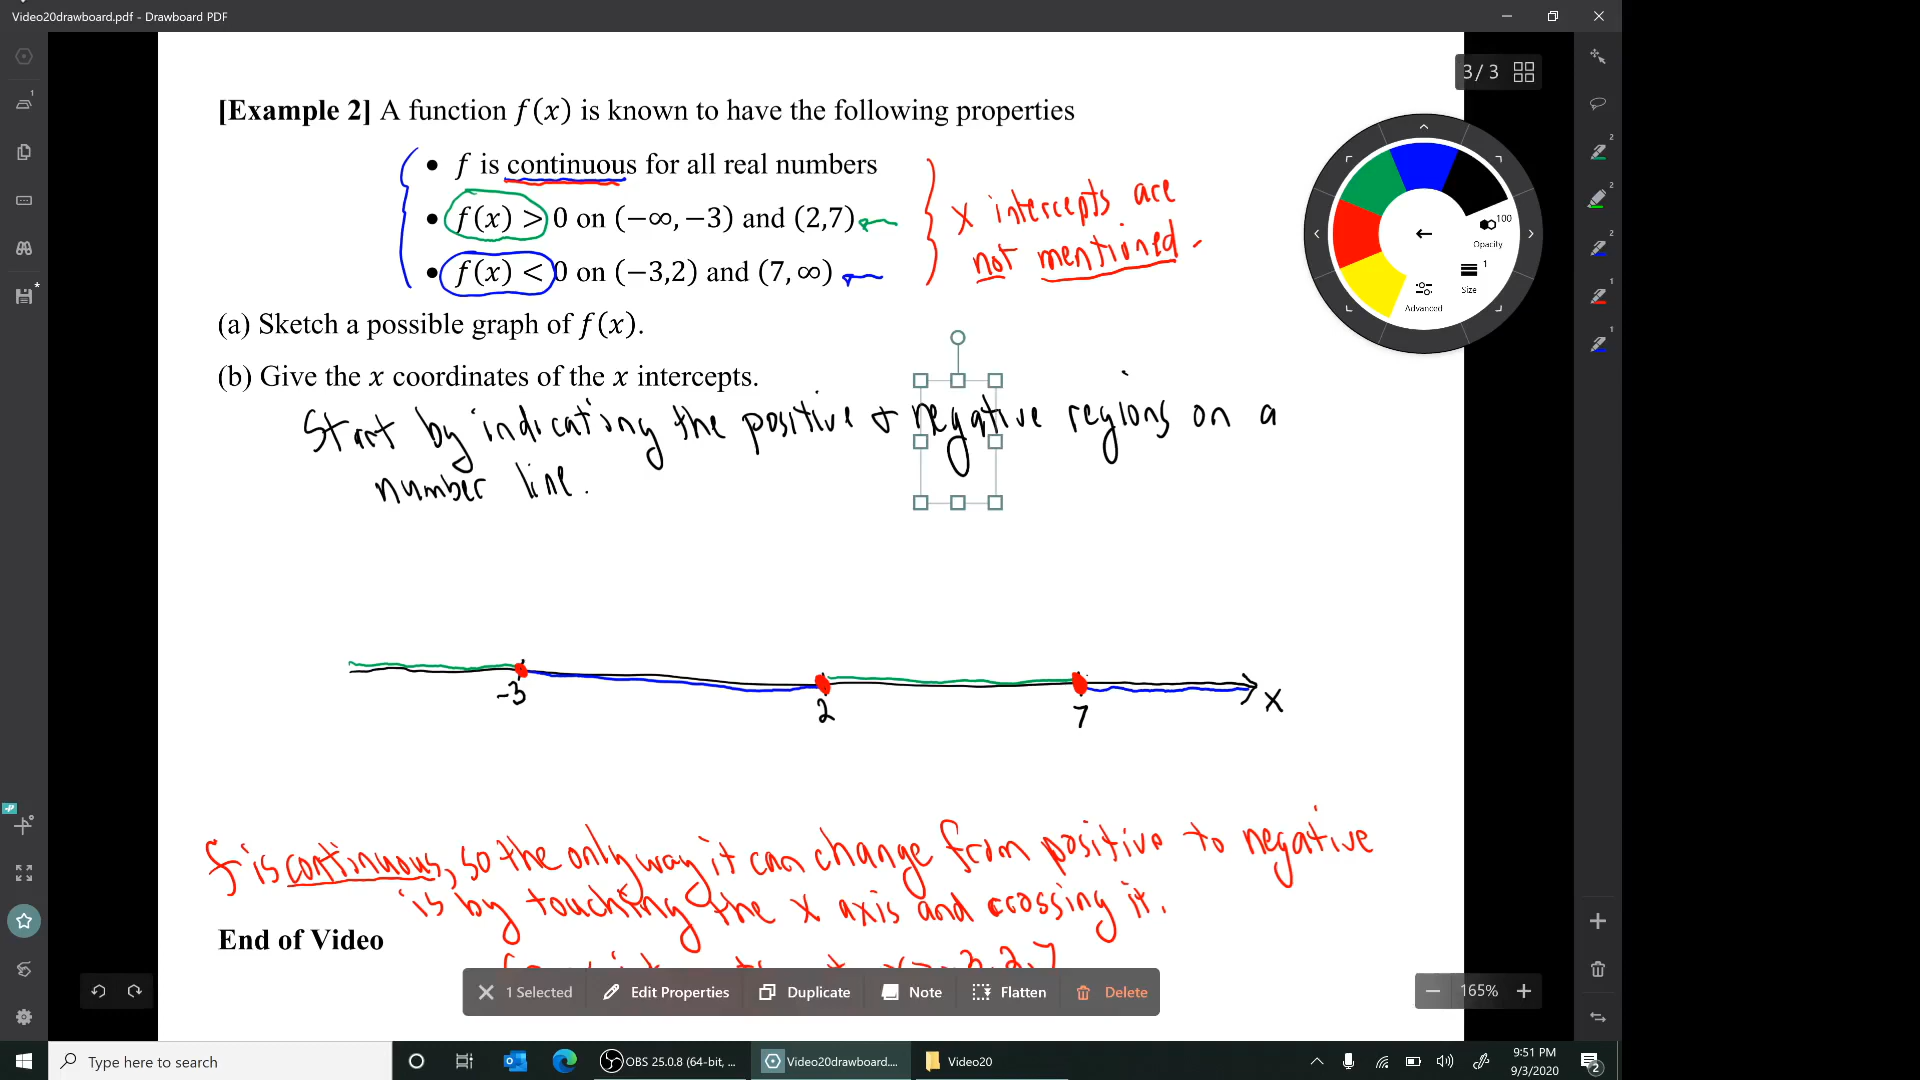 Video20drawboard.pdf - Drawboard PDF
3/3
[Example 2] A function f(x) is known to have the following properties
• f is continuous for all real numbers
• f(x) > 0 on (−∞, −3) and (2,7)
• f(x) < 0 on (−3,2) and (7, ∞)
x intercepts are
not mentioned.
100
Opacity
1
Size
Advanced
(a) Sketch a possible graph of f(x).
(b) Give the x coordinates of the x intercepts.
Start by indicating the positive + negative regions on a
number line.
-3 2 7 X
f is continuous, so the only way it can change from positive to negative
is by touching the x axis and crossing it.
End of Video
1 Selected Edit Properties Duplicate Note Flatten Delete
165%
Type here to search
OBS 25.0.8 (64-bit, ...
Video20drawboard....
Video20
9:51 PM
9/3/2020
2